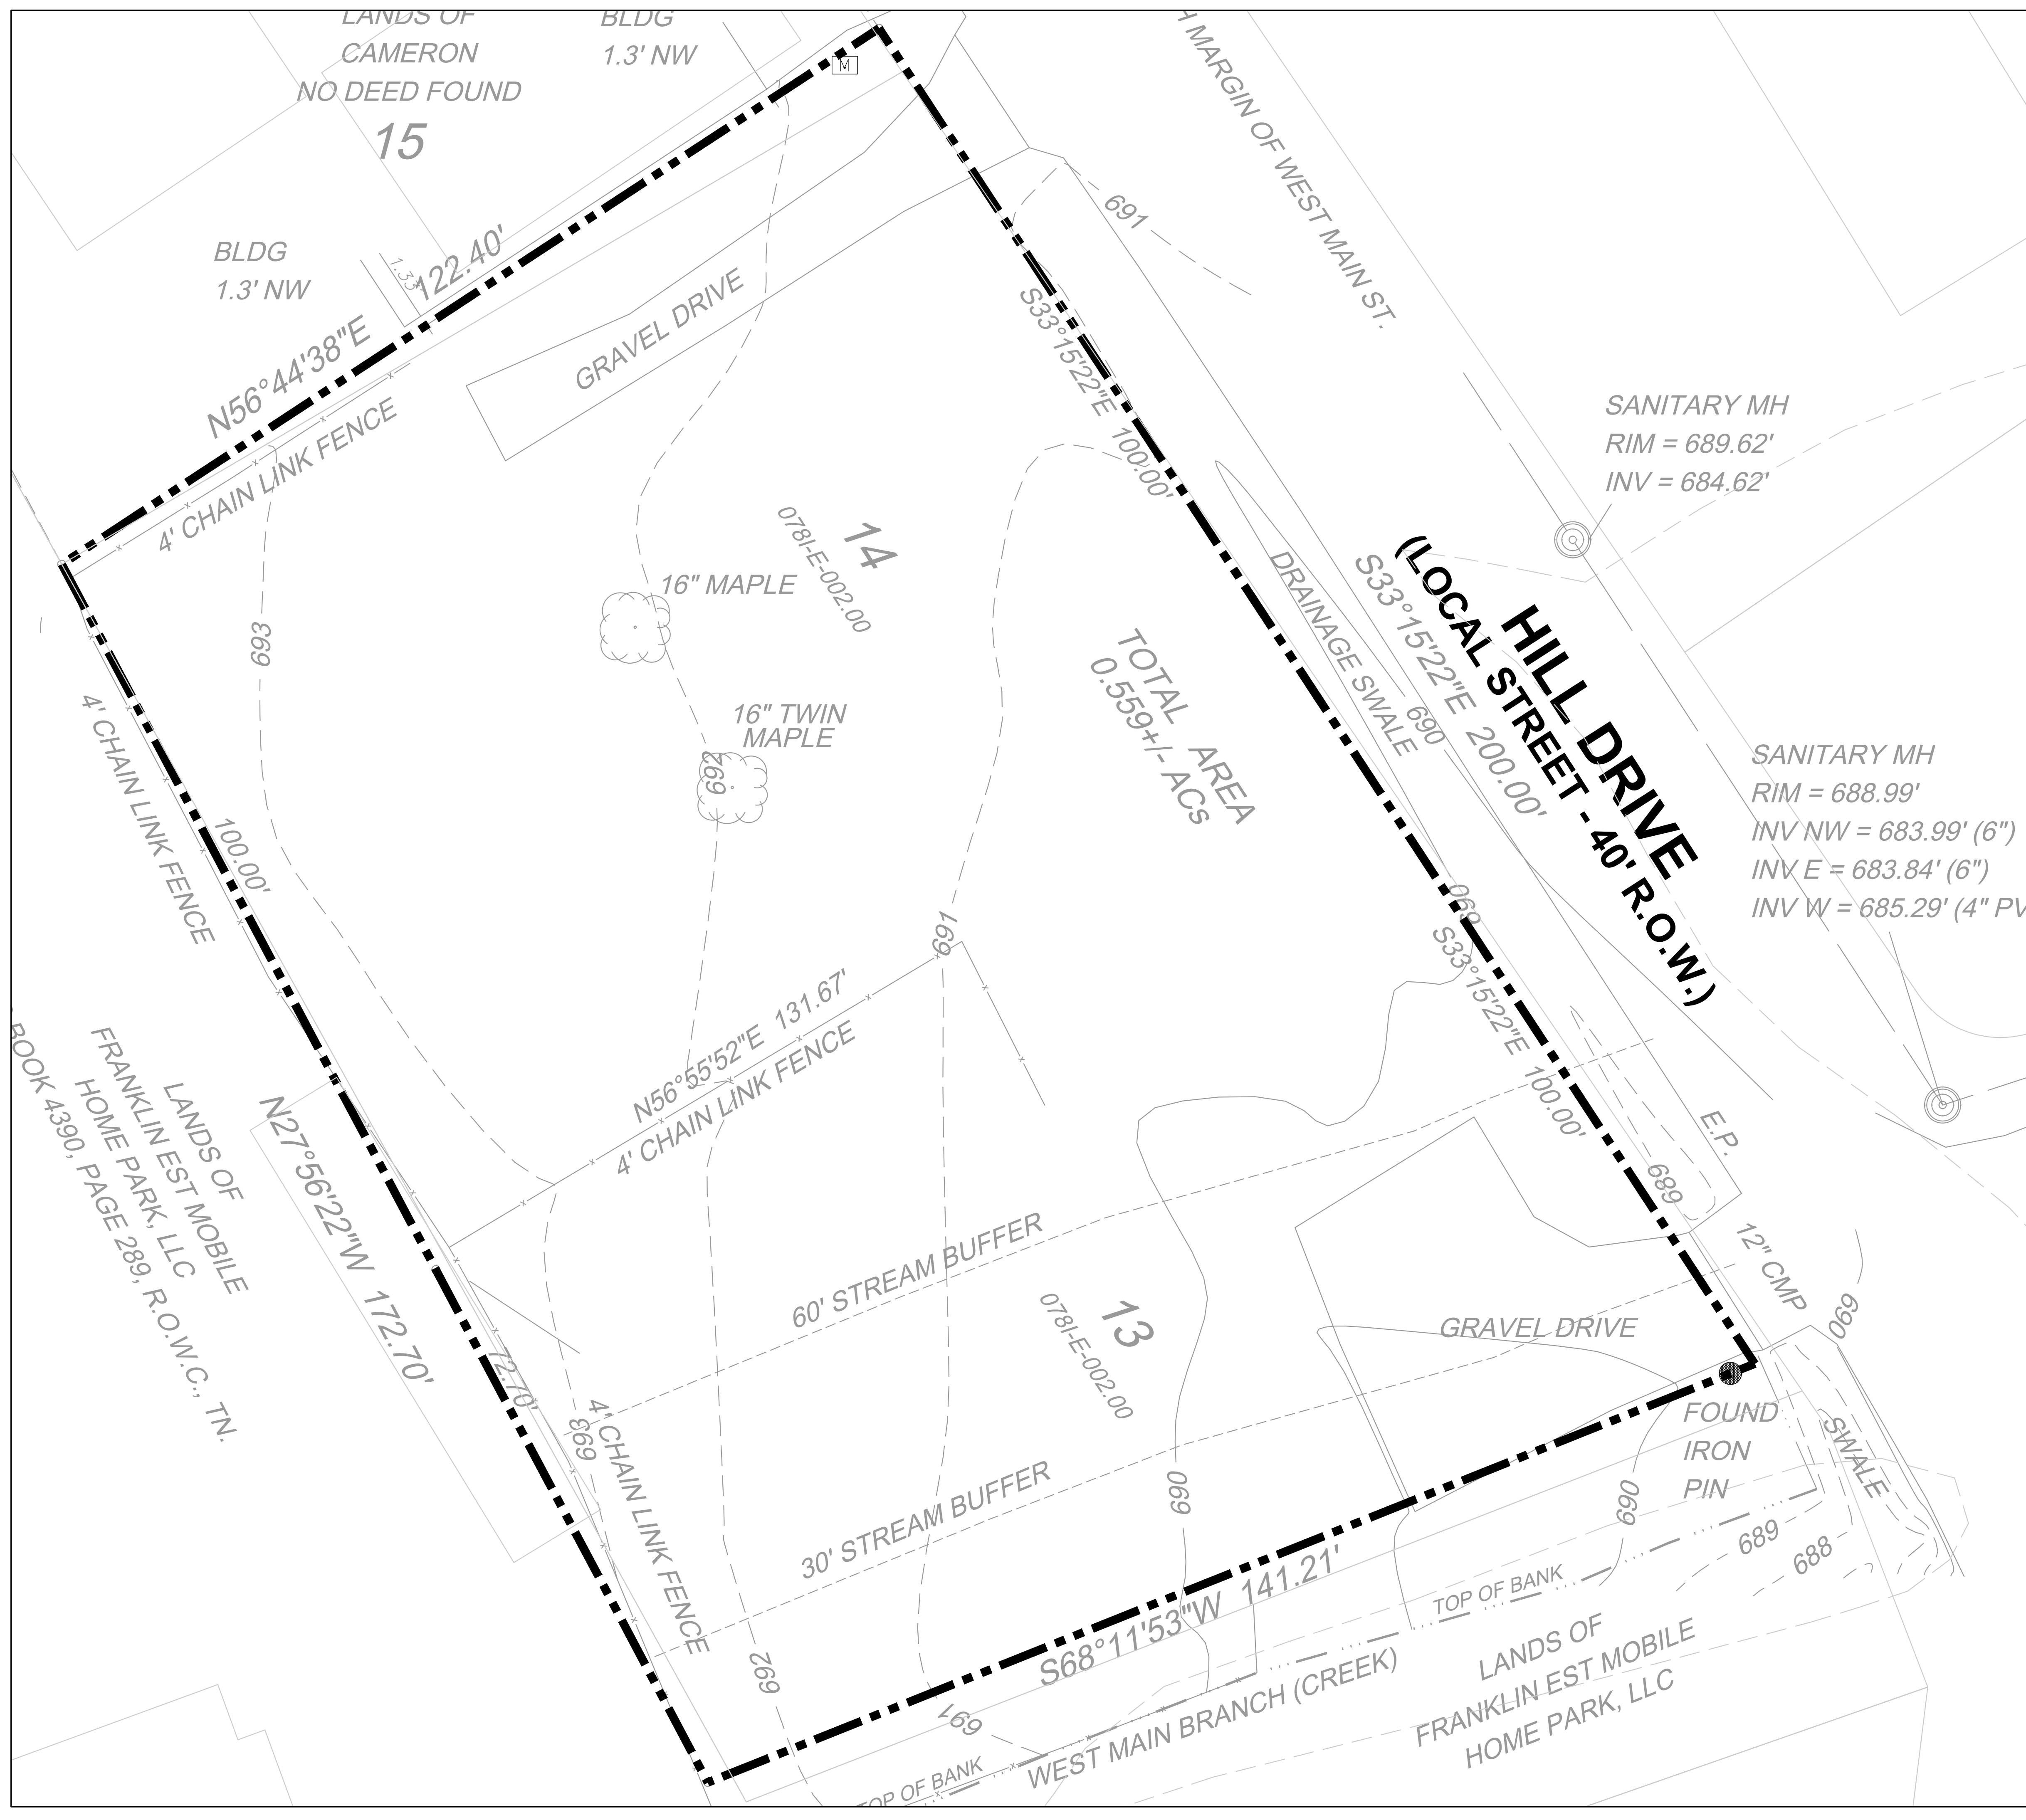 LANDS OF
CAMERON
NO DEED FOUND
15
BLDG
1.3' NW
M
H MARGIN OF WEST MAIN ST.
691
BLDG
1.3' NW
1.33'
N56°44'38"E 122.40'
4' CHAIN LINK FENCE
GRAVEL DRIVE
S33°15'22"E 100.00'
SANITARY MH
RIM = 689.62'
INV = 684.62'
14
078I-E-002.00
16" MAPLE
16" TWIN
MAPLE
692
693
TOTAL AREA
0.559+/- ACs
DRAINAGE SWALE
690
S33°15'22"E 200.00'
HILL DRIVE
(LOCAL STREET - 40' R.O.W.)
SANITARY MH
RIM = 688.99'
INV NW = 683.99' (6")
INV E = 683.84' (6")
INV W = 685.29' (4" PV
4' CHAIN LINK FENCE
100.00'
691
690
S33°15'22"E 100.00'
N56°55'52"E 131.67'
4' CHAIN LINK FENCE
LANDS OF
FRANKLIN EST MOBILE
HOME PARK, LLC
BOOK 4390, PAGE 289, R.O.W.C., TN.
N27°56'22"W 172.70'
72.70'
693
4' CHAIN LINK FENCE
60' STREAM BUFFER
30' STREAM BUFFER
13
078I-E-002.00
E.P.
689
12" CMP
690
GRAVEL DRIVE
FOUND
IRON
PIN
SWALE
690
690
689
688
692
691
S68°11'53"W 141.21'
TOP OF BANK
WEST MAIN BRANCH (CREEK)
TOP OF BANK
LANDS OF
FRANKLIN EST MOBILE
HOME PARK, LLC